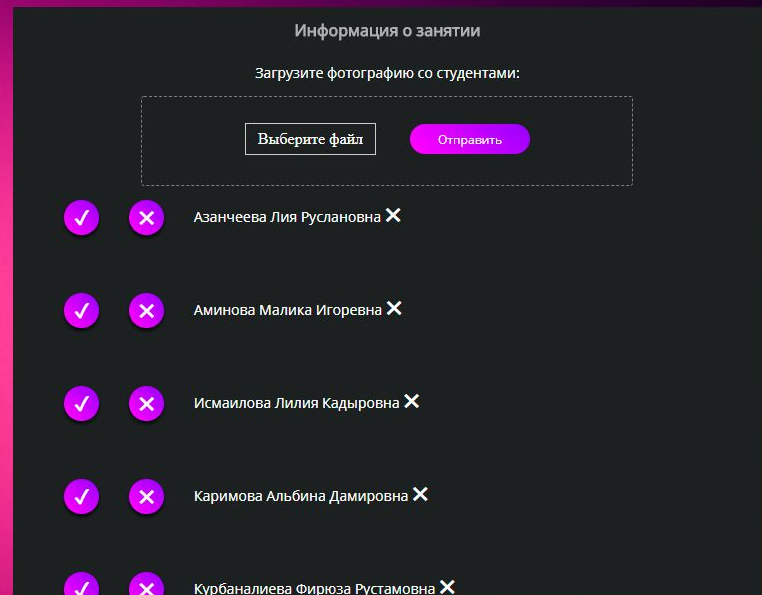 Информация о занятии
Загрузите фотографию со студентами:
Выберите файл Отправить
Азанчеева Лия Руслановна
Аминова Малика Игоревна
Исмаилова Лилия Кадыровна
Каримова Альбина Дамировна
Курбаналиева Фирюза Рустамовна